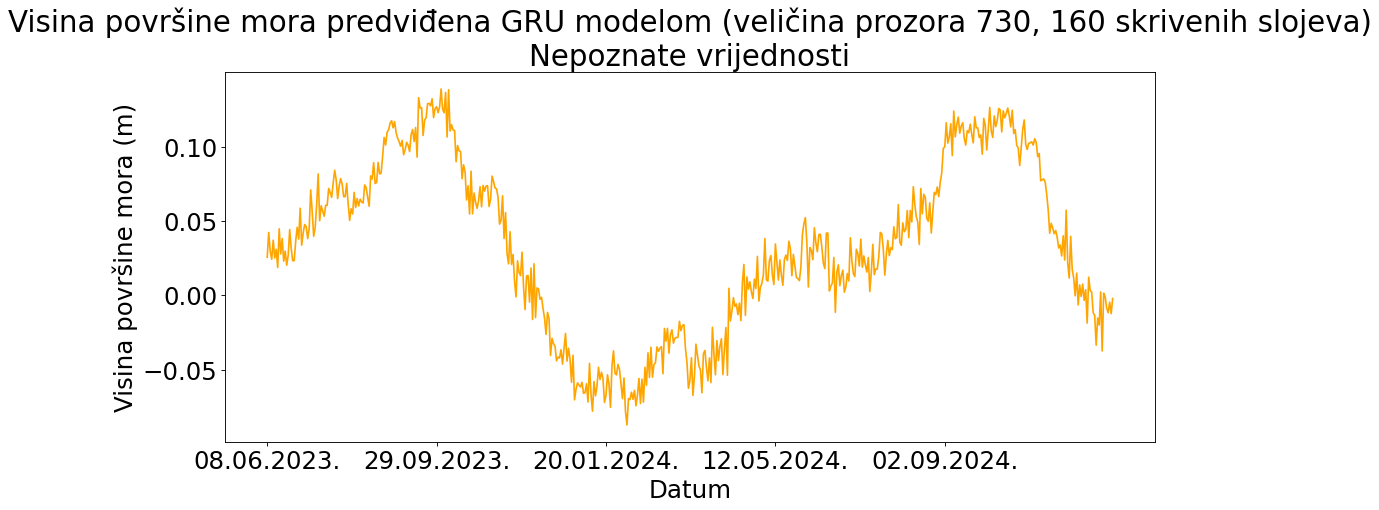 Visina površine mora predviđena GRU modelom (veličina prozora 730, 160 skrivenih slojeva)
Nepoznate vrijednosti
Visina površine mora (m)
0.10
0.05
0.00
−0.05
08.06.2023. 29.09.2023. 20.01.2024. 12.05.2024. 02.09.2024.
Datum